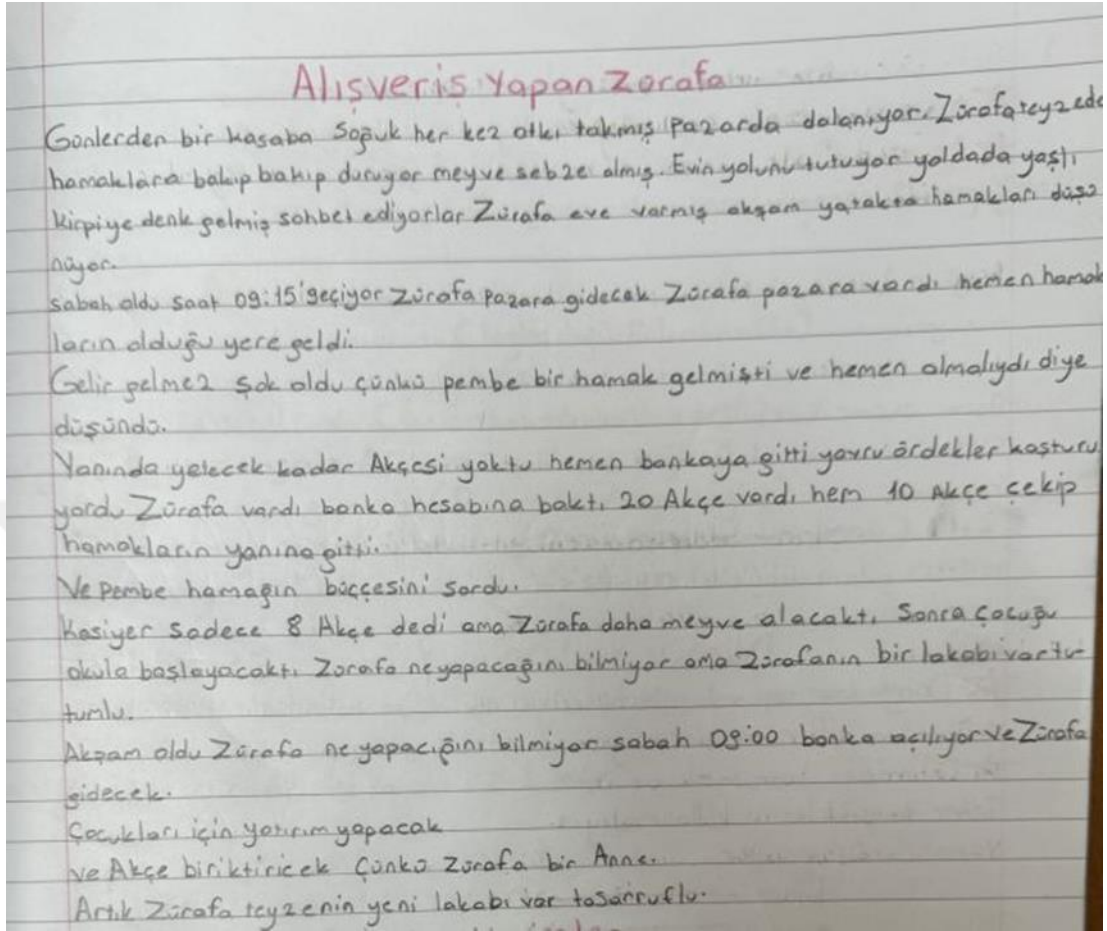 Alışveriş Yapan Zorafa
Gönlerden bir kasaba Soğuk her kez atkı takmış pazarda dolanıyor. Zürafa teyzede
hamaklara bakıp bakıp duruyor meyve sebze almış. Evin yolunu tutuyor yoldada yaşlı
kirpiye denk gelmiş sohbet ediyorlar Zürafa eve varmış akşam yatakta hamakları düşü
nüyor.
sabah oldu saat 09:15'geçiyor Zürafa pazara gidecek Zürafa pazara vardı hemen hamak
ların olduğu yere geldi.
Gelir gelmez şok oldu çünkü pembe bir hamak gelmişti ve hemen almalıydı diye
düşündü.
Yanında yetecek kadar Akçesi yoktu hemen bankaya gitti yavru ördekler koşturu
yordu Zürafa vardı banka hesabına baktı 20 Akçe vardı hem 10 Akçe çekip
hamakların yanına gitti.
Ve pembe hamağın bücçesini sordu.
Kasiyer sadece 8 Akçe dedi ama Zürafa daha meyve alacaktı Sonra çocuğu
okula başlayacaktı Zürafa ne yapacağını bilmiyor ama Zürafanın bir lakabı var tu-
tumlu.
Akşam oldu Zürafa ne yapacığını bilmiyor sabah 09:00 banka açılıyor ve Zürafa
gidecek.
Çocukları için yatırım yapacak
ve Akçe biriktiricek Çünkü Zürafa bir Anne.
Artık Zürafa teyzenin yeni lakabı var tasarruflu.